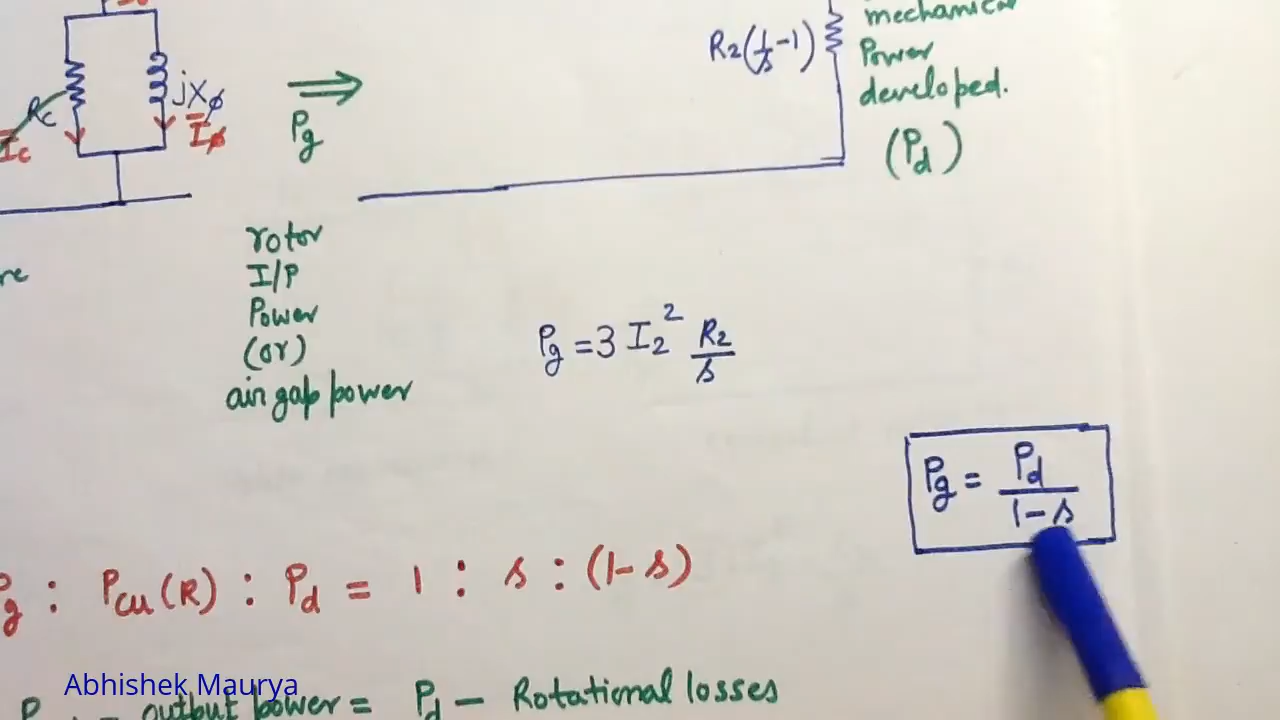 mechanical
R₂(1/s -1)
Power
developed.
jXϕ
Rc
Ic
Iϕ
Pg
(Pd)
rotor
I/P
Power
(or)
air gap power
Pg = 3 I₂² R₂/s
Pg = Pd/1-s
Pg : Pcu(R) : Pd = 1 : s : (1-s)
output power = Pd - Rotational losses
Abhishek Maurya